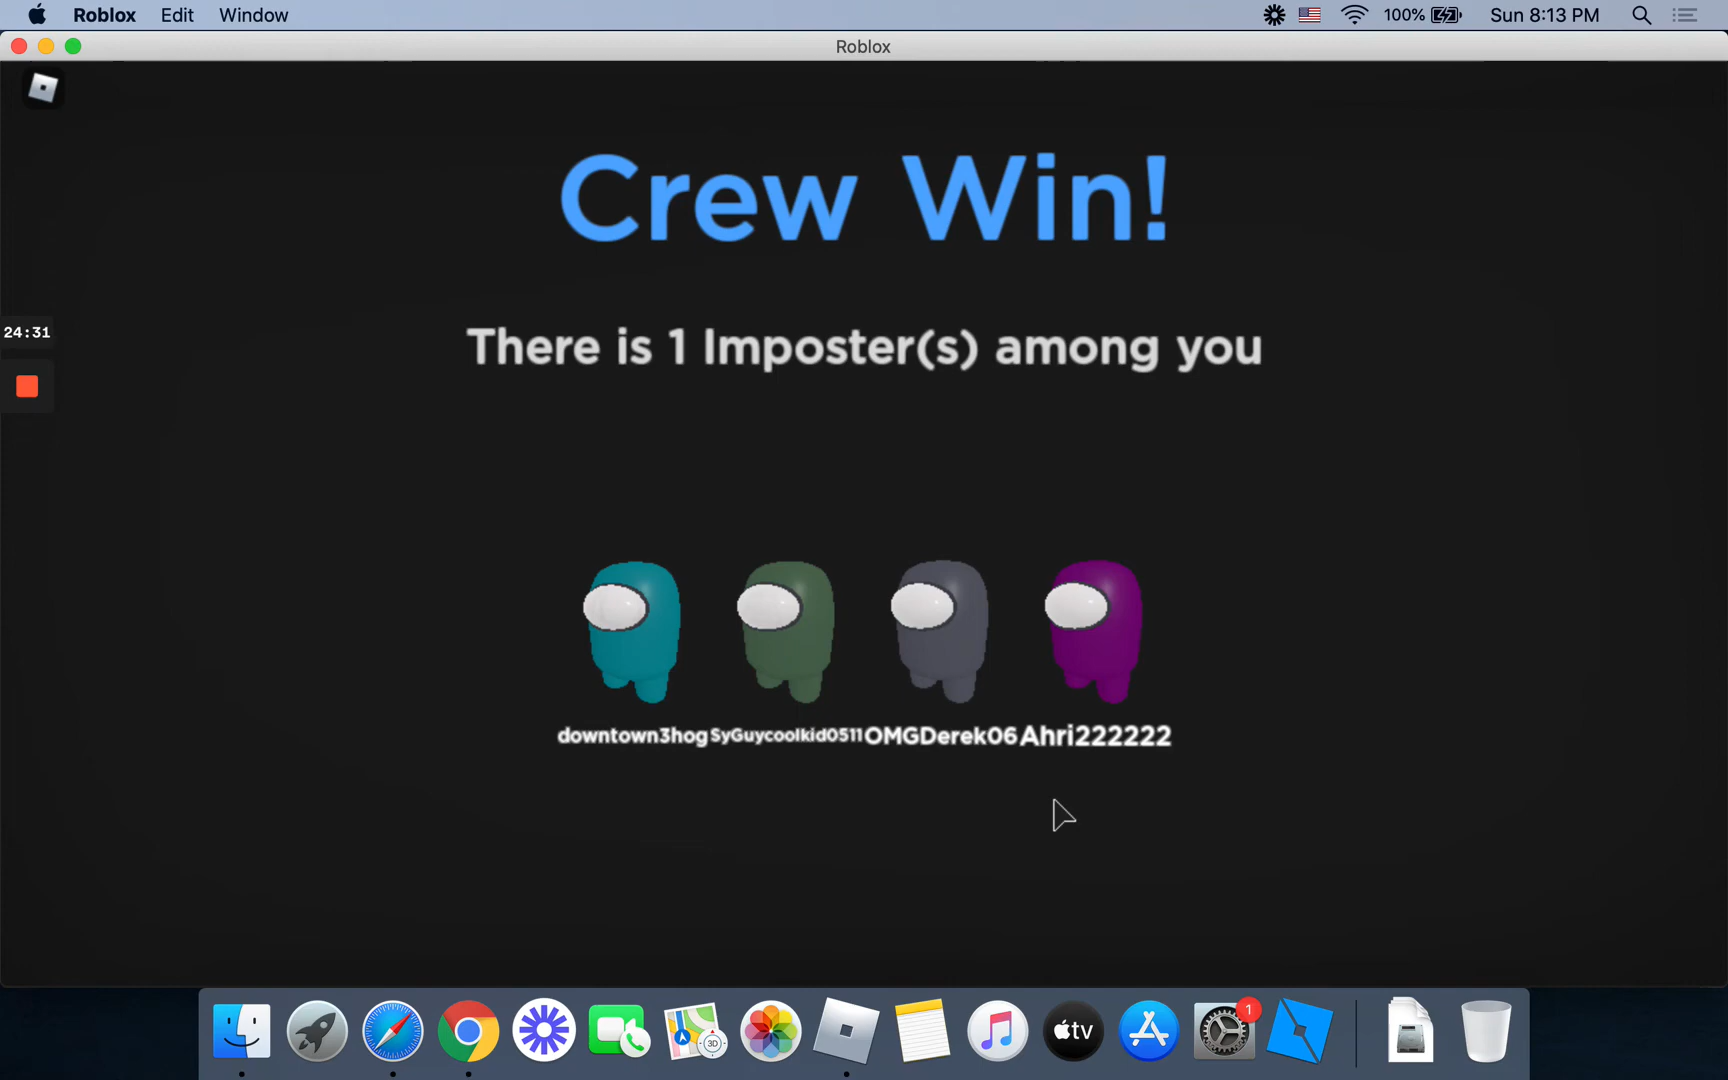 Roblox Edit Window 100% Sun 8:13 PM
Roblox
Crew Win!
There is 1 Imposter(s) among you
24:31
downtown3hog SyGuycoolkid0511 OMGDerek06 Ahri222222
3D
tv
1